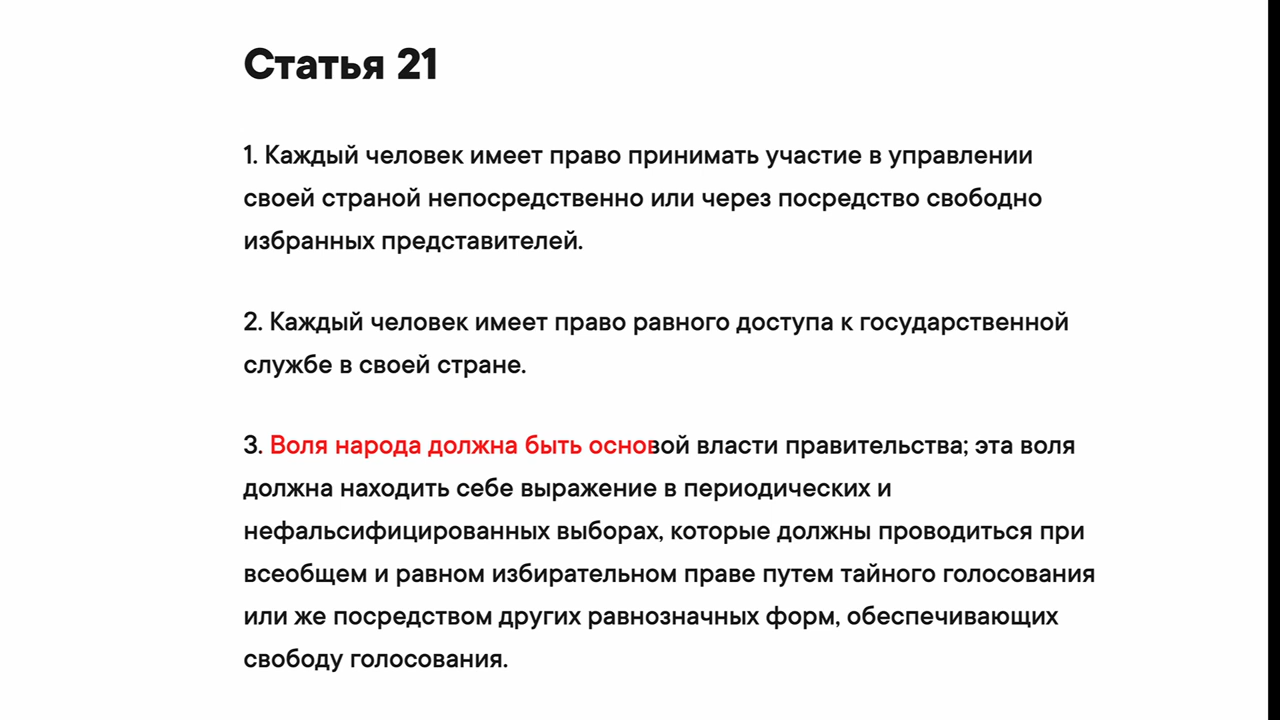 Статья 21
1. Каждый человек имеет право принимать участие в управлении
своей страной непосредственно или через посредство свободно
избранных представителей.
2. Каждый человек имеет право равного доступа к государственной
службе в своей стране.
3. Воля народа должна быть основой власти правительства; эта воля
должна находить себе выражение в периодических и
нефальсифицированных выборах, которые должны проводиться при
всеобщем и равном избирательном праве путем тайного голосования
или же посредством других равнозначных форм, обеспечивающих
свободу голосования.